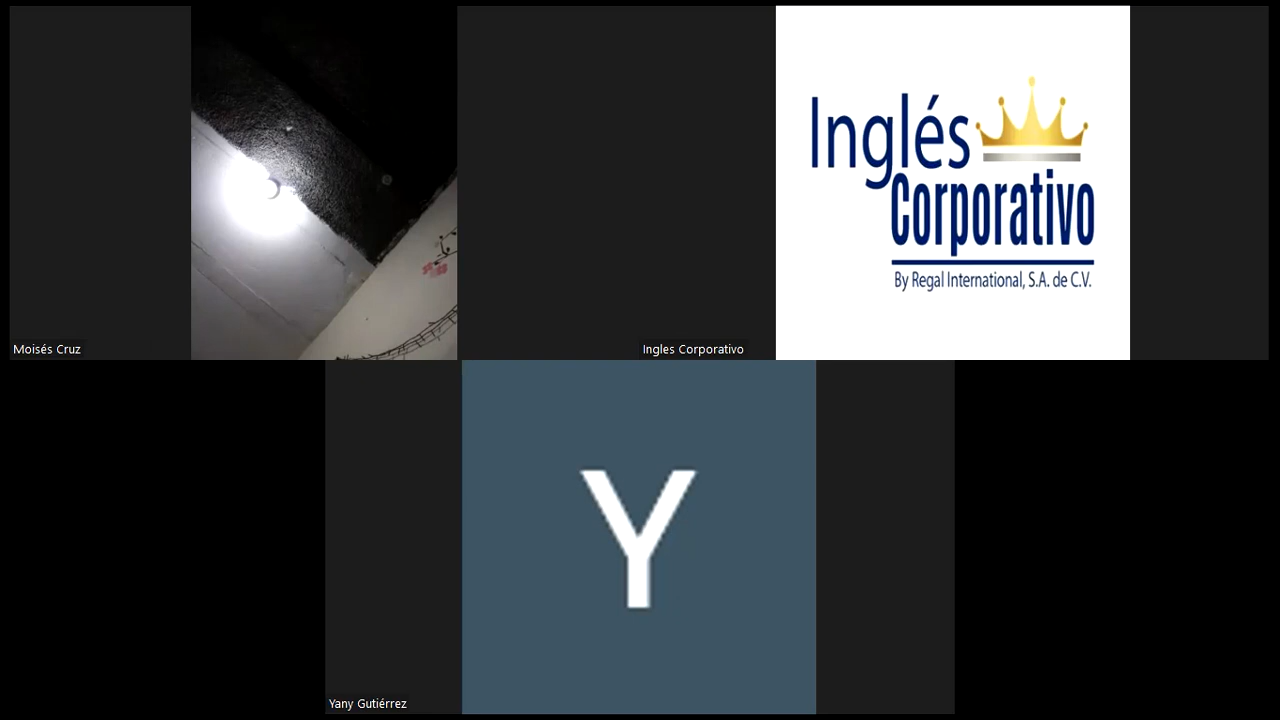 Inglés
Corporativo
By Regal International, S.A. de C.V.
Moisés Cruz
Ingles Corporativo
Y
Yany Gutiérrez